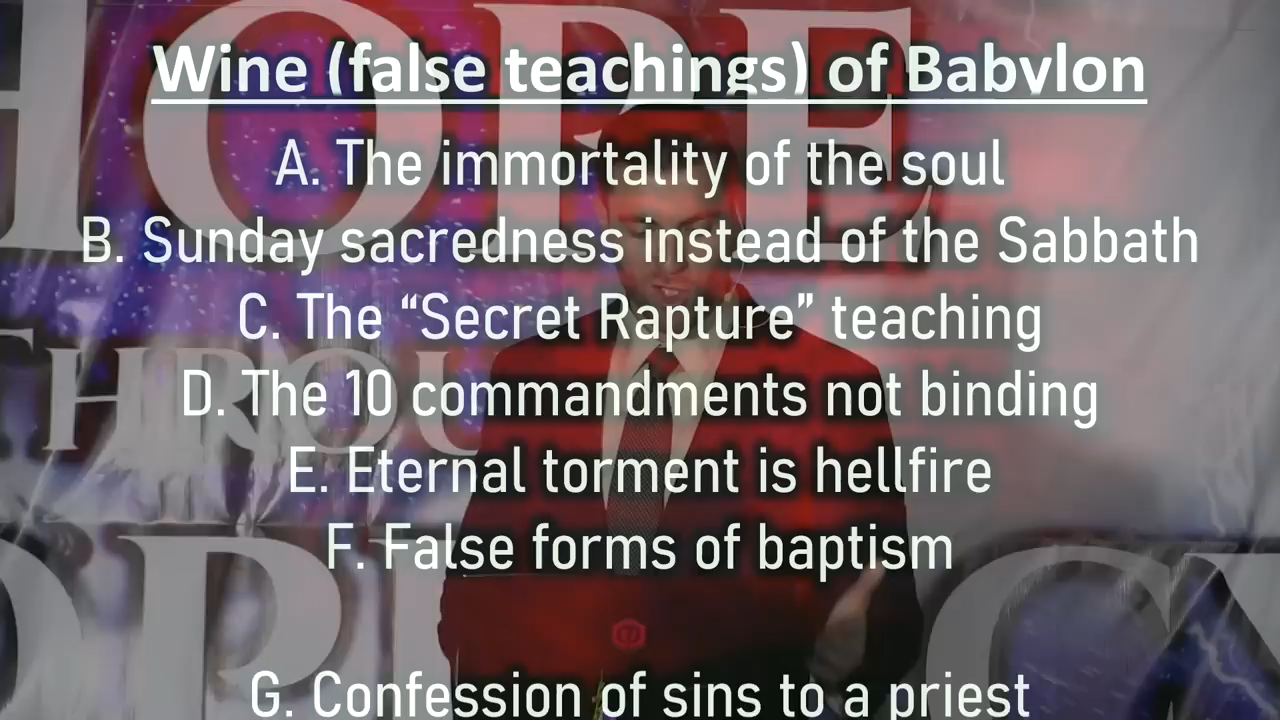 Wine (false teachings) of Babylon
A. The immortality of the soul
B. Sunday sacredness instead of the Sabbath
C. The “Secret Rapture” teaching
D. The 10 commandments not binding
E. Eternal torment is hellfire
F. False forms of baptism
G. Confession of sins to a priest
HOPE
THROU